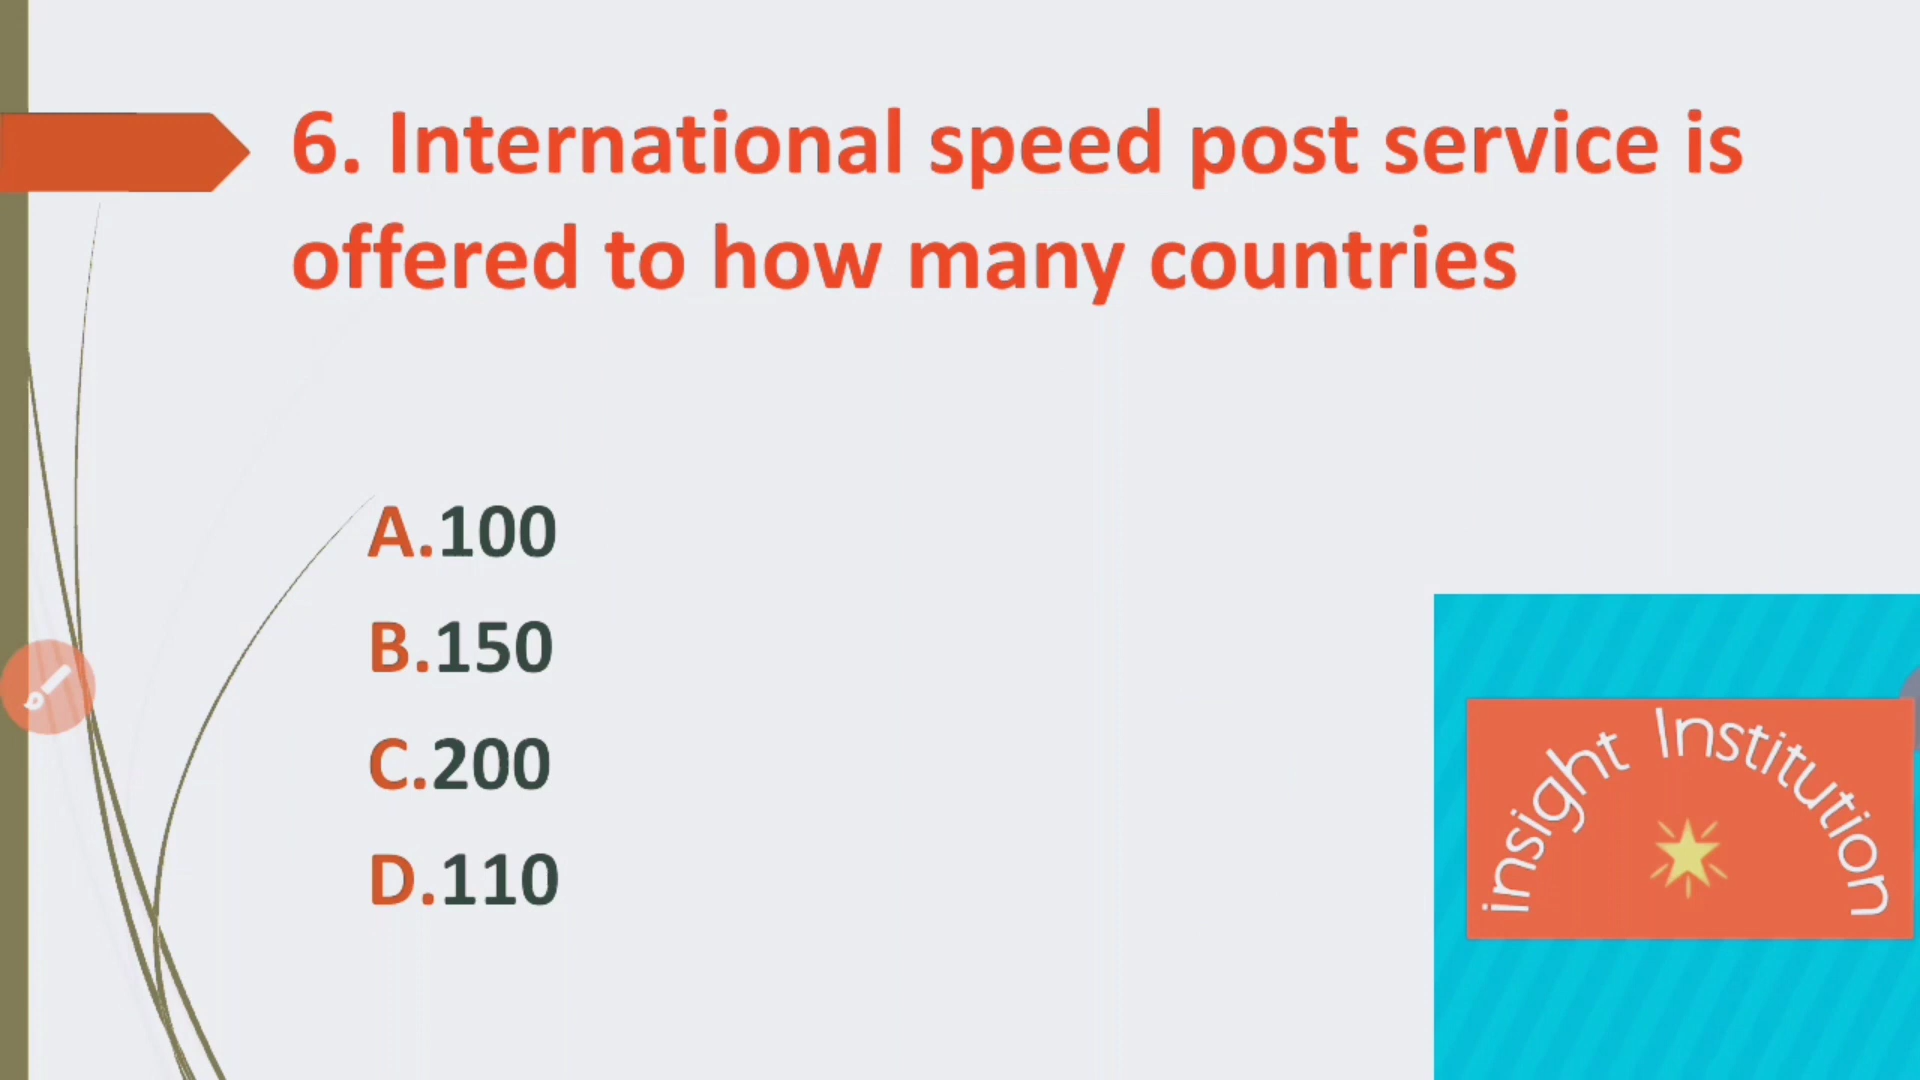 6. International speed post service is
offered to how many countries
A.100
B.150
C.200
D.110
insight Institution